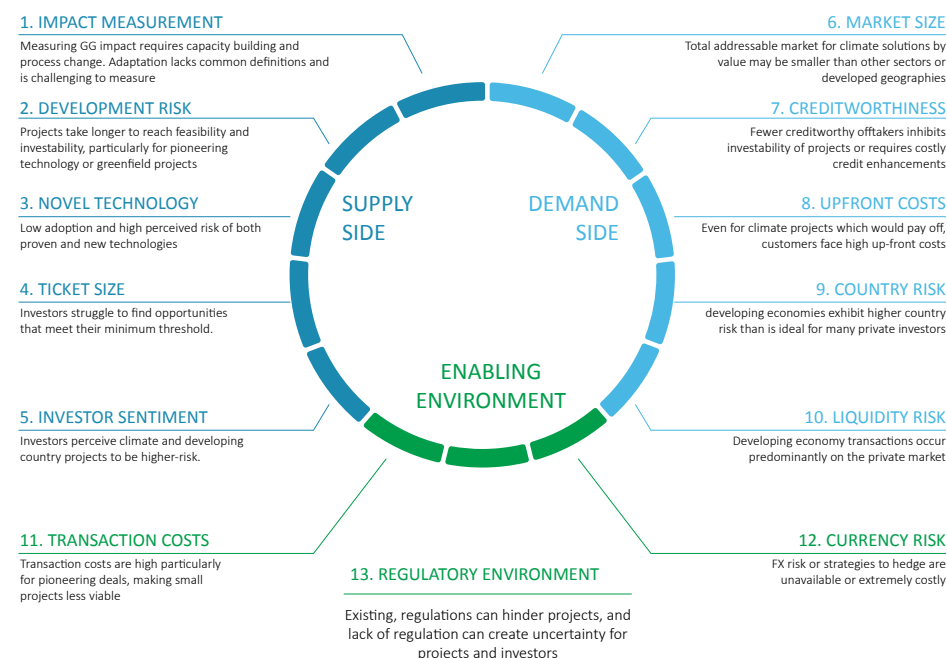 1. IMPACT MEASUREMENT
Measuring GG impact requires capacity building and
process change. Adaptation lacks common definitions and
is challenging to measure
2. DEVELOPMENT RISK
Projects take longer to reach feasibility and
investability, particularly for pioneering
technology or greenfield projects
3. NOVEL TECHNOLOGY
Low adoption and high perceived risk of both
proven and new technologies
4. TICKET SIZE
Investors struggle to find opportunities
that meet their minimum threshold.
5. INVESTOR SENTIMENT
Investors perceive climate and developing
country projects to be higher-risk.
SUPPLY
SIDE
DEMAND
SIDE
ENABLING
ENVIRONMENT
6. MARKET SIZE
Total addressable market for climate solutions by
value may be smaller than other sectors or
developed geographies
7. CREDITWORTHINESS
Fewer creditworthy offtakers inhibits
investability of projects or requires costly
credit enhancements
8. UPFRONT COSTS
Even for climate projects which would pay off,
customers face high up-front costs
9. COUNTRY RISK
developing economies exhibit higher country
risk than is ideal for many private investors
10. LIQUIDITY RISK
Developing economy transactions occur
predominantly on the private market
11. TRANSACTION COSTS
Transaction costs are high particularly
for pioneering deals, making small
projects less viable
12. CURRENCY RISK
FX risk or strategies to hedge are
unavailable or extremely costly
13. REGULATORY ENVIRONMENT
Existing, regulations can hinder projects, and
lack of regulation can create uncertainty for
projects and investors